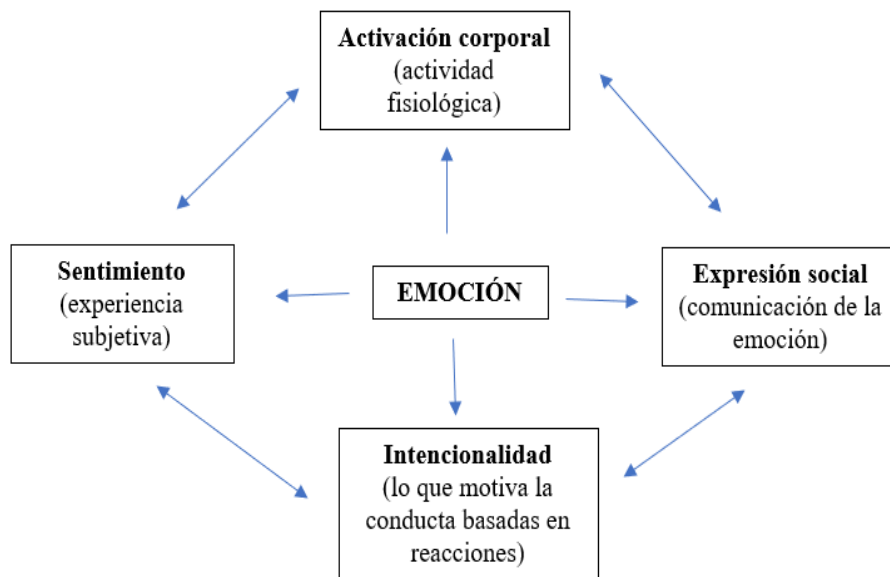 Activación corporal
(actividad
fisiológica)
Sentimiento
(experiencia
subjetiva)
EMOCIÓN
Expresión social
(comunicación de la
emoción)
Intencionalidad
(lo que motiva la
conducta basadas en
reacciones)